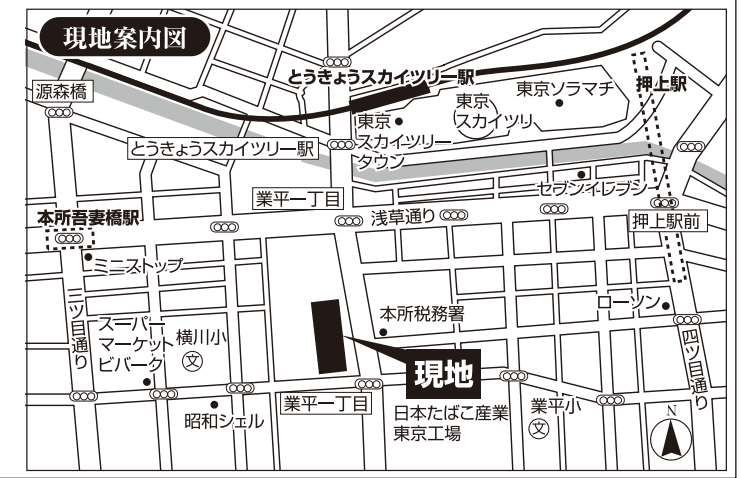 現地案内図
とうきょうスカイツリー駅
押上駅
源森橋
東京ソラマチ
東京
スカイツリ
東京
スカイツリー
タウン
とうきょうスカイツリー駅
セブンイレブン
業平一丁目
浅草通り
押上駅前
本所吾妻橋駅
ミニストップ
三ツ目通り
スーパー
マーケット
ビバーク
横川小
文
本所税務署
ローソン
四ツ目通り
現地
昭和シェル
業平一丁目
日本たばこ産業
東京工場
業平小
文
N